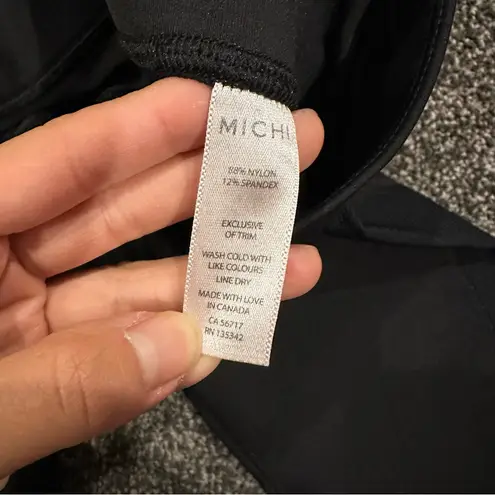 MICHI
88% NYLON
12% SPANDEX
EXCLUSIVE
OF TRIM
WASH COLD WITH
LIKE COLOURS
LINE DRY
MADE WITH LOVE
IN CANADA
CA 56717
RN 135342